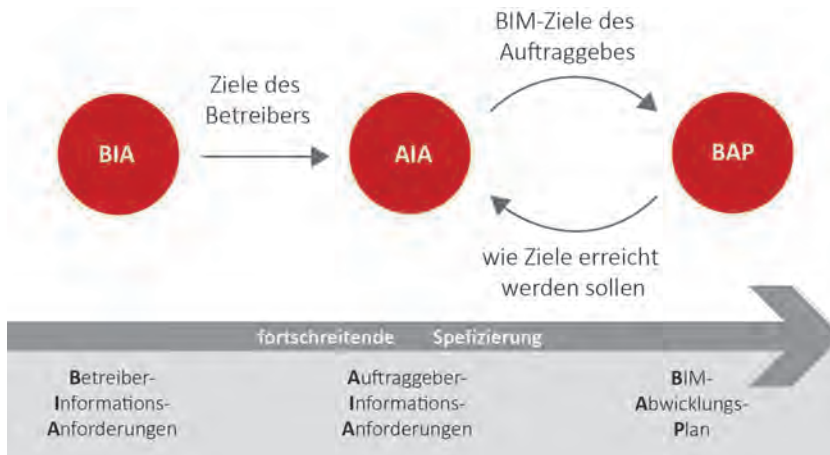 BIM-Ziele des
Auftraggebes
Ziele des
Betreibers
BIA
AIA
BAP
wie Ziele erreicht
werden sollen
fortschreitende Spefizierung
Betreiber-
Informations-
Anforderungen
Auftraggeber-
Informations-
Anforderungen
BIM-
Abwicklungs-
Plan